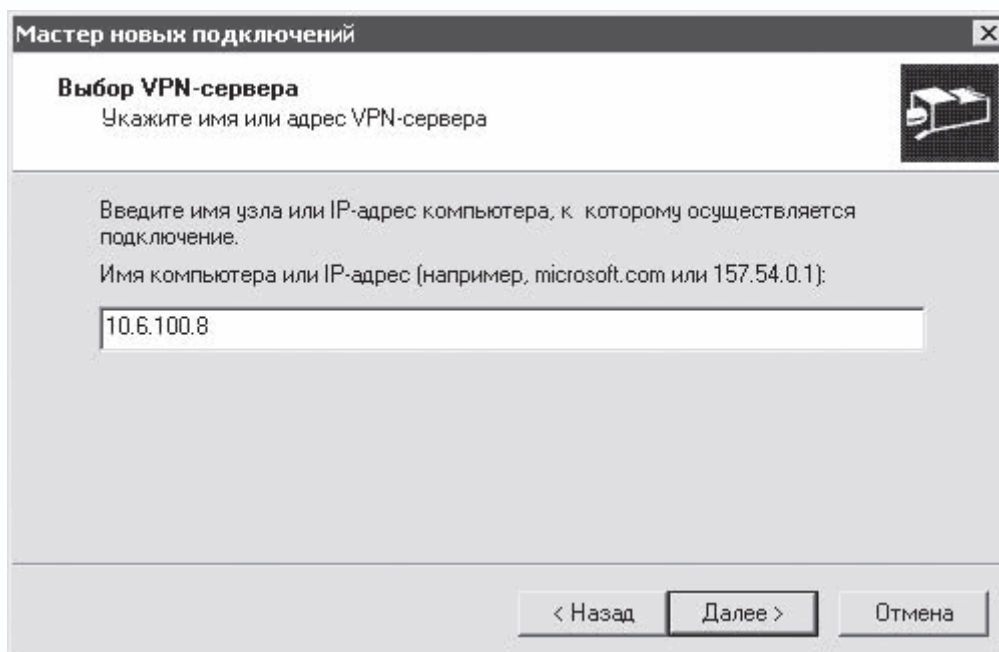 Мастер новых подключений
Выбор VPN-сервера
Укажите имя или адрес VPN-сервера
Введите имя узла или IP-адрес компьютера, к которому осуществляется
подключение.
Имя компьютера или IP-адрес (например, microsoft.com или 157.54.0.1):
10.6.100.8
< Назад
Далее >
Отмена